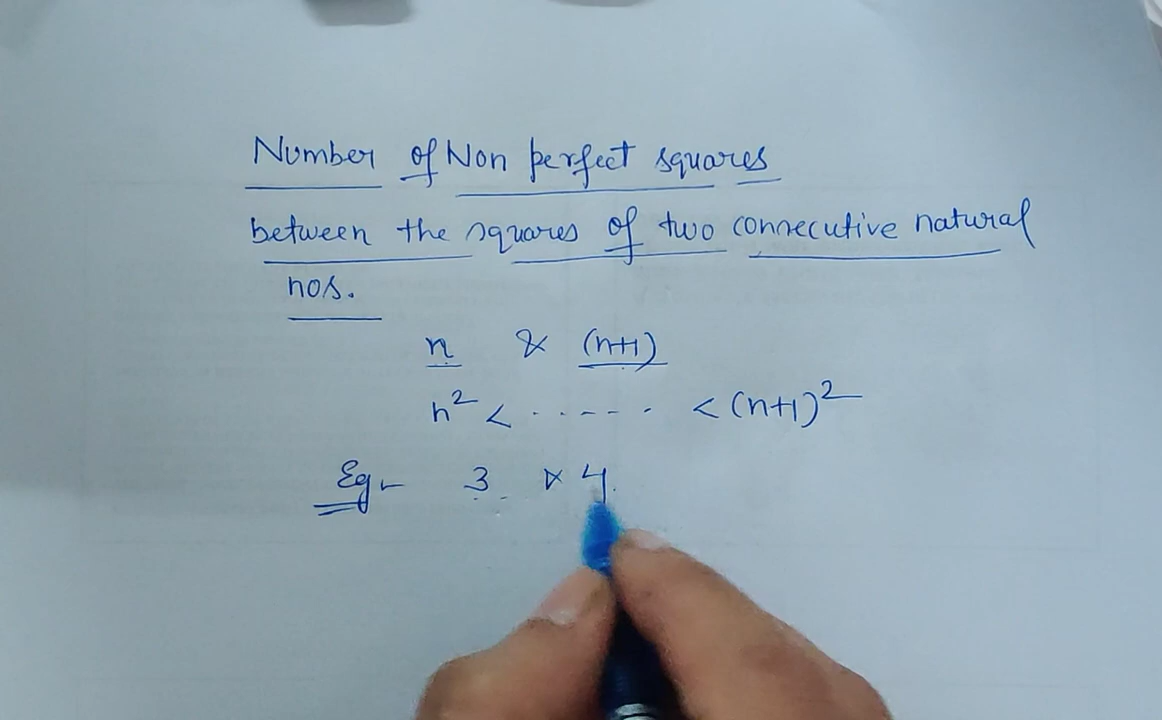 Number of Non perfect squares
between the squares of two consecutive natural
nos.
n & (n+1)
n² < ..---. < (n+1)²
Eg- 3 & 4